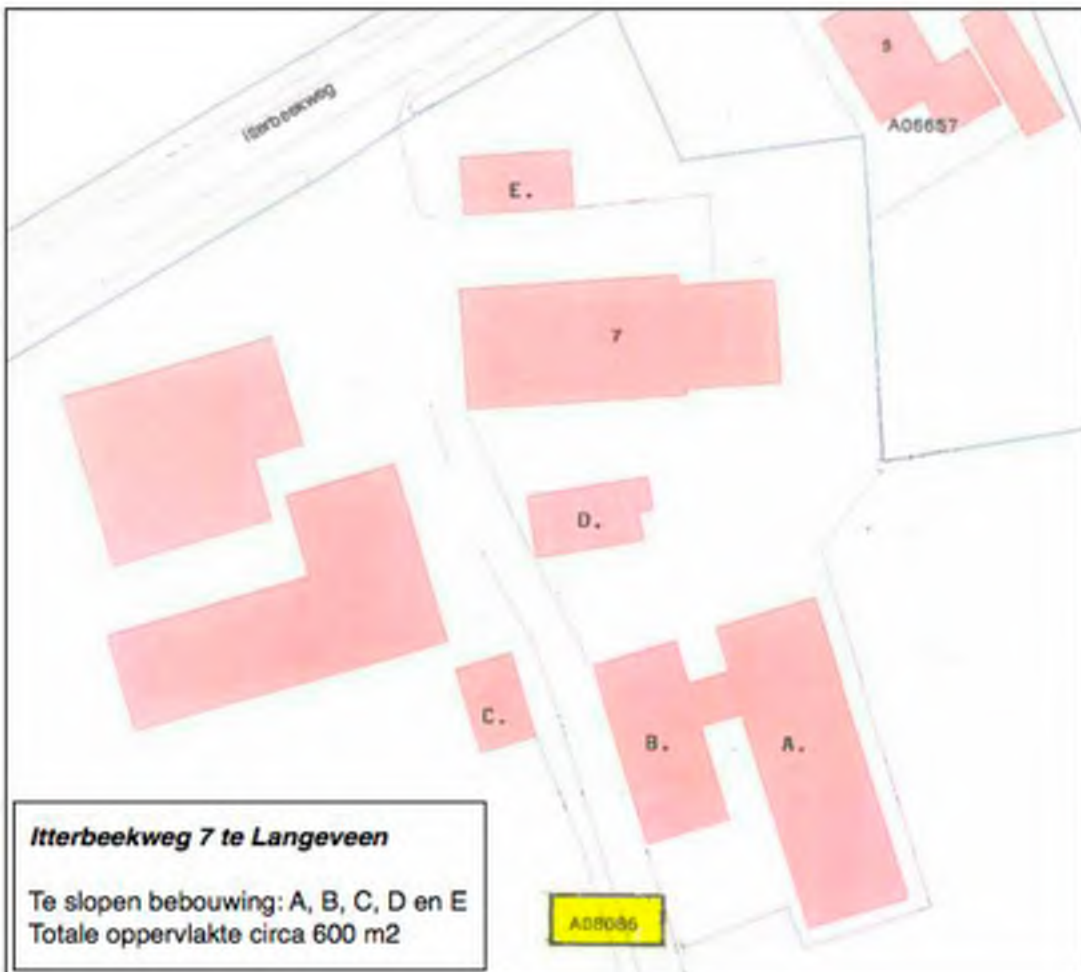 Itterbeekweg
9
A06657
E.
7
D.
C.
B.
A.
Itterbeekweg 7 te Langeveen
Te slopen bebouwing: A, B, C, D en E
Totale oppervlakte circa 600 m2
A08086